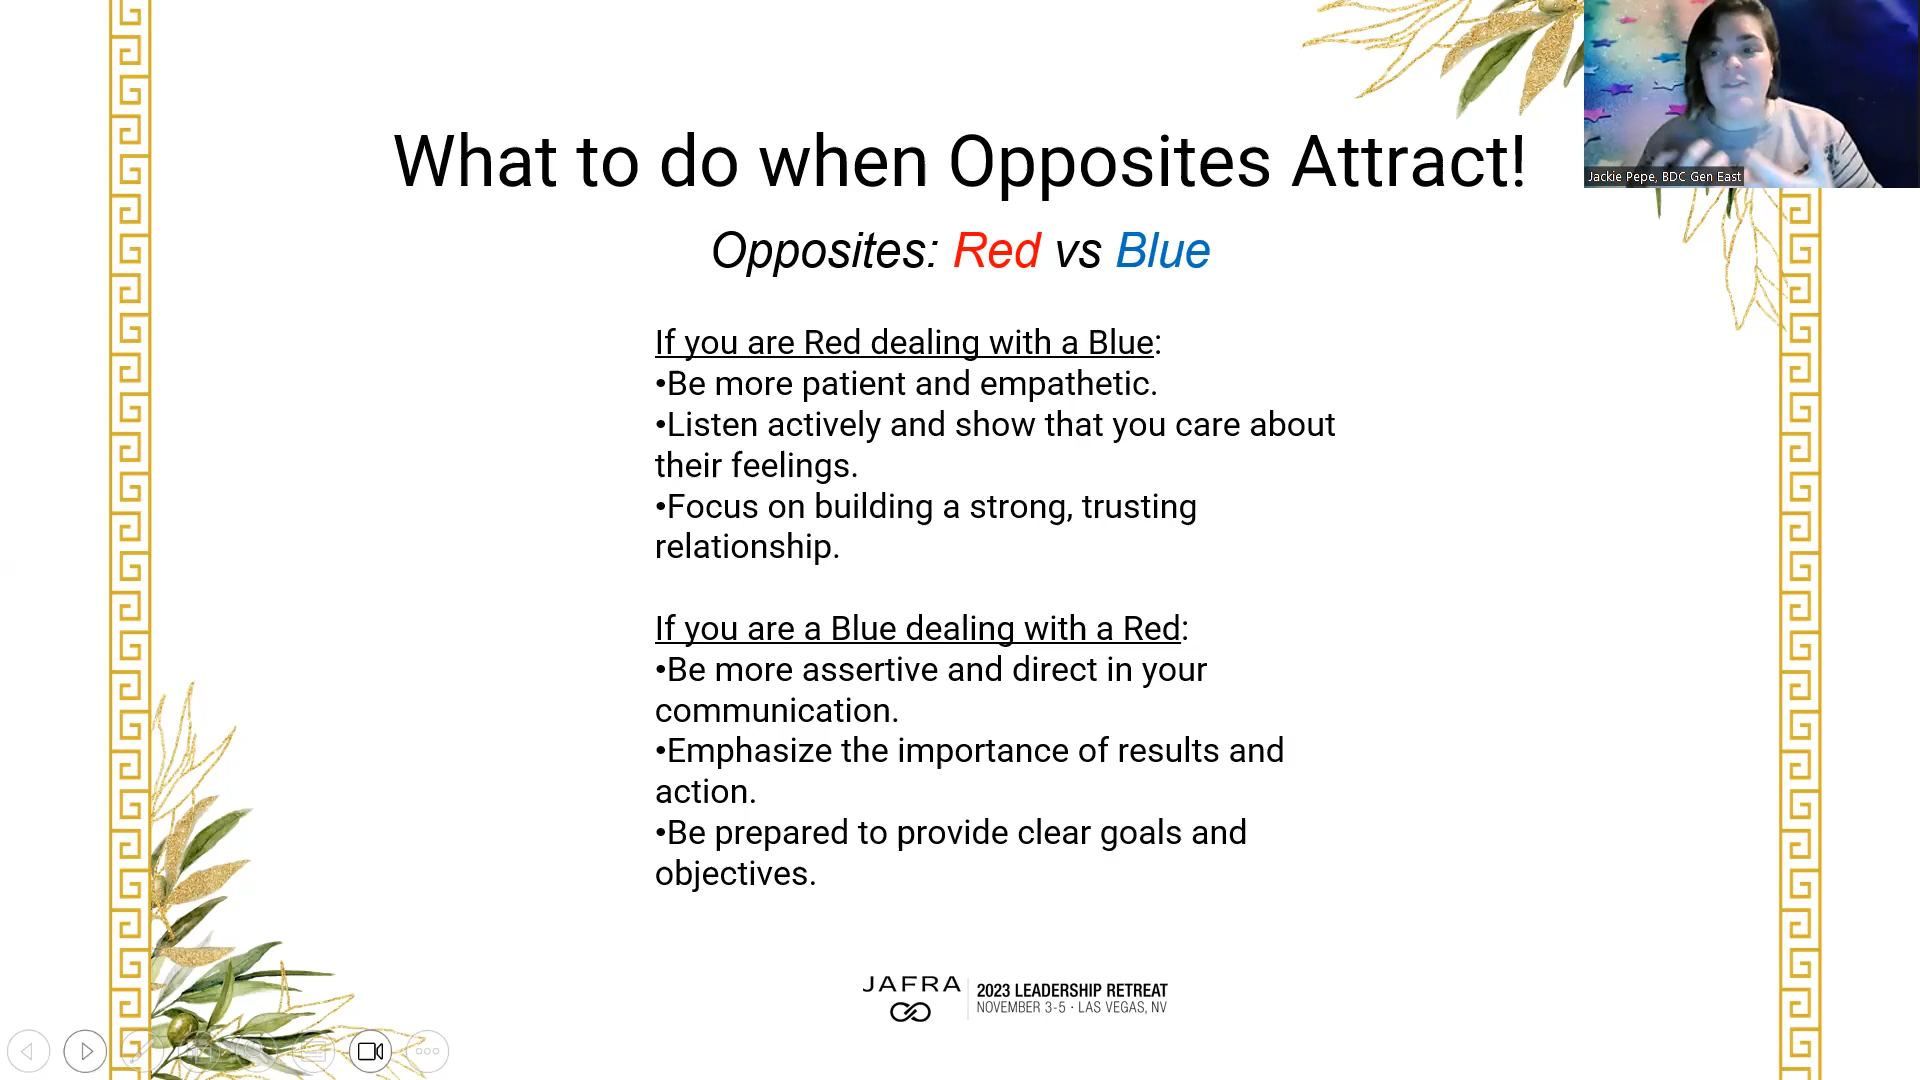 What to do when Opposites Attract!
Jackie Pepe, BDC Gen East
Opposites: Red vs Blue
If you are Red dealing with a Blue:
•Be more patient and empathetic.
•Listen actively and show that you care about
their feelings.
•Focus on building a strong, trusting
relationship.
If you are a Blue dealing with a Red:
•Be more assertive and direct in your
communication.
•Emphasize the importance of results and
action.
•Be prepared to provide clear goals and
objectives.
JAFRA
2023 LEADERSHIP RETREAT
NOVEMBER 3-5 · LAS VEGAS, NV